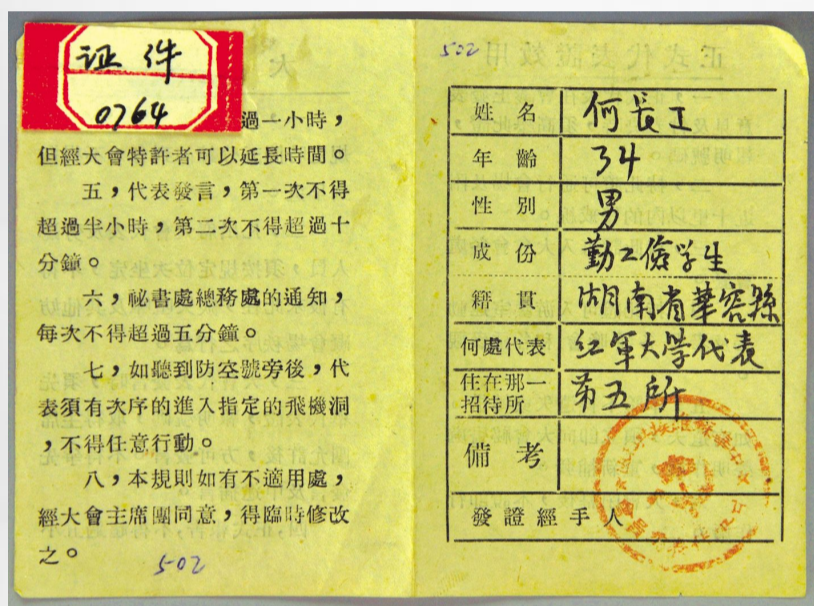 证件
0764
過一小時，
但經大會特許者可以延長時間。
五，代表發言，第一次不得
超過半小時，第二次不得超過十
分鐘。
六，祕書處總務處的通知，
每次不得超過五分鐘。
七，如聽到防空號旁後，代
表須有次序的進入指定的飛機洞
，不得任意行動。
八，本規則如有不適用處，
經大會主席團同意，得臨時修改
之。
502
502
姓名 何長工
年齡 34
性別 男
成份 勤工儉学生
籍貫 湖南省華容縣
何處代表 红軍大学代表
住在那一招待所 第五所
備考
發證經手人